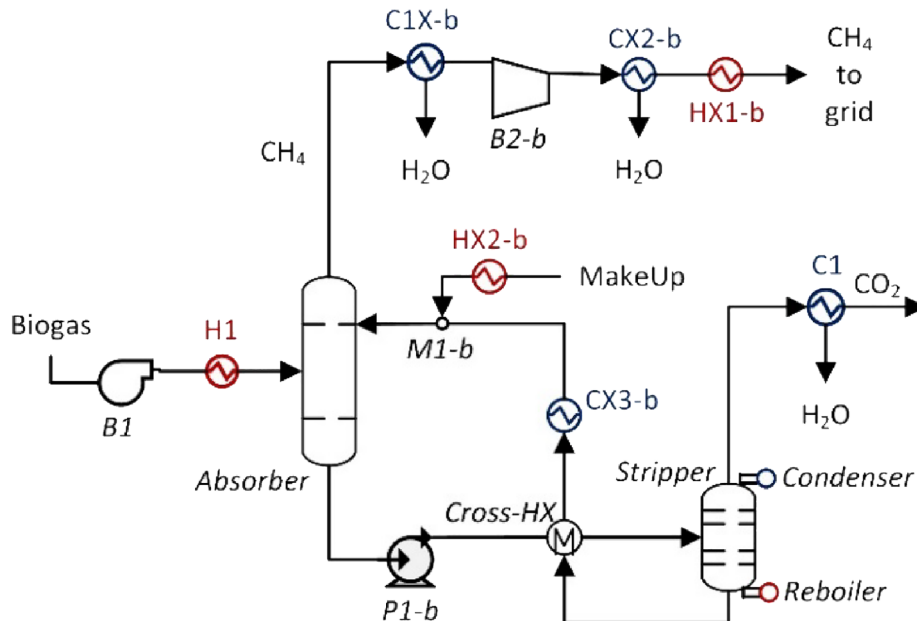 C1X-b
CX2-b
CH₄
to
grid
HX1-b
B2-b
H₂O
H₂O
CH₄
HX2-b
MakeUp
C1
CO₂
Biogas
H1
M1-b
B1
CX3-b
H₂O
Absorber
Stripper
Condenser
Cross-HX
M
P1-b
Reboiler